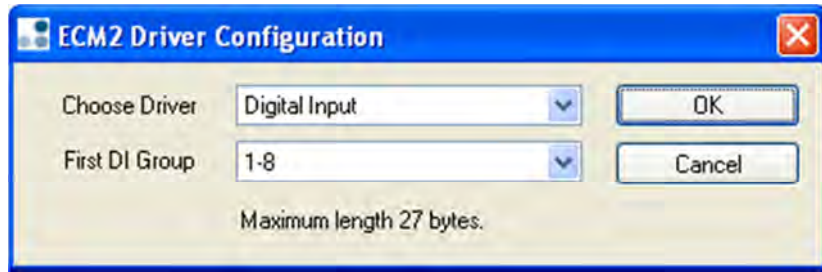 ECM2 Driver Configuration
Choose Driver Digital Input OK
First DI Group 1-8 Cancel
Maximum length 27 bytes.